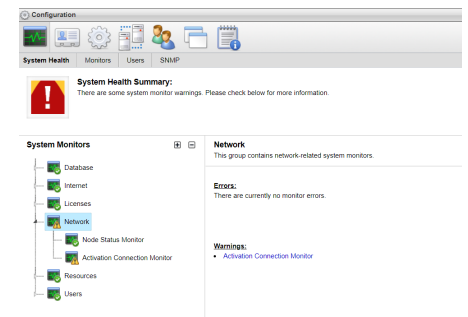 Configuration
System Health Monitors Users SNMP
System Health Summary:
There are some system monitor warnings. Please check below for more information.
System Monitors
Database
Internet
Licenses
Network
Node Status Monitor
Activation Connection Monitor
Resources
Users
Network
This group contains network-related system monitors.
Errors:
There are currently no monitor errors.
Warnings:
Activation Connection Monitor